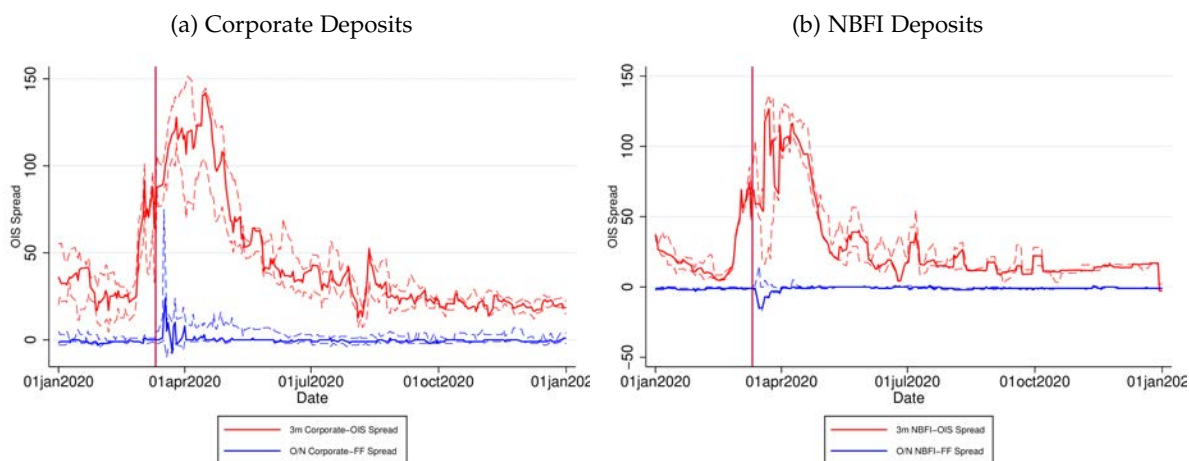 (a) Corporate Deposits
150
100
50
0
OIS Spread
01jan2020
01apr2020
01jul2020
01oct2020
01jan202
Date
3m Corporate-OIS Spread
O/N Corporate-FF Spread
(b) NBFI Deposits
150
100
50
0
-50
OIS Spread
01jan2020
01apr2020
01jul2020
01oct2020
01jan202
Date
3m NBFI-OIS Spread
O/N NBFI-FF Spread